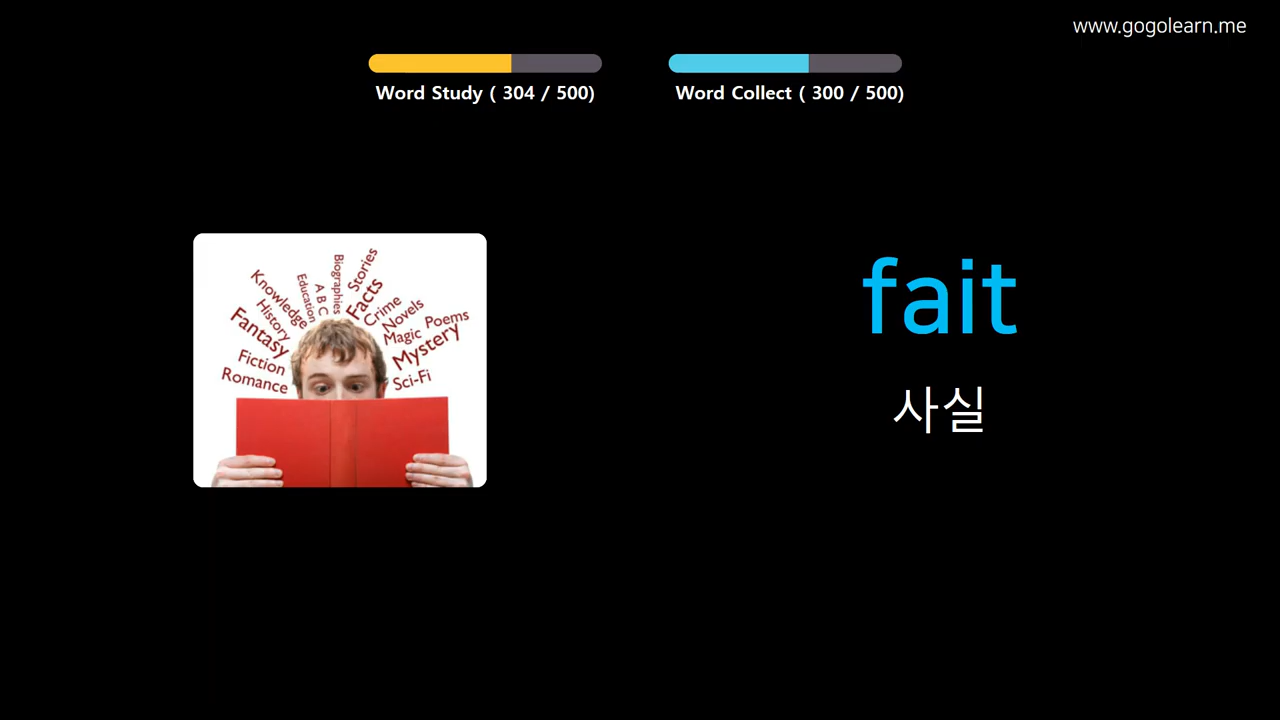 www.gogolearn.me
Word Study ( 304 / 500)
Word Collect ( 300 / 500)
fait
사실
Knowledge
History
Fantasy
Fiction
Romance
Education
A B C
Biographies
Stories
Facts
Crime
Novels
Magic
Poems
Mystery
Sci-Fi